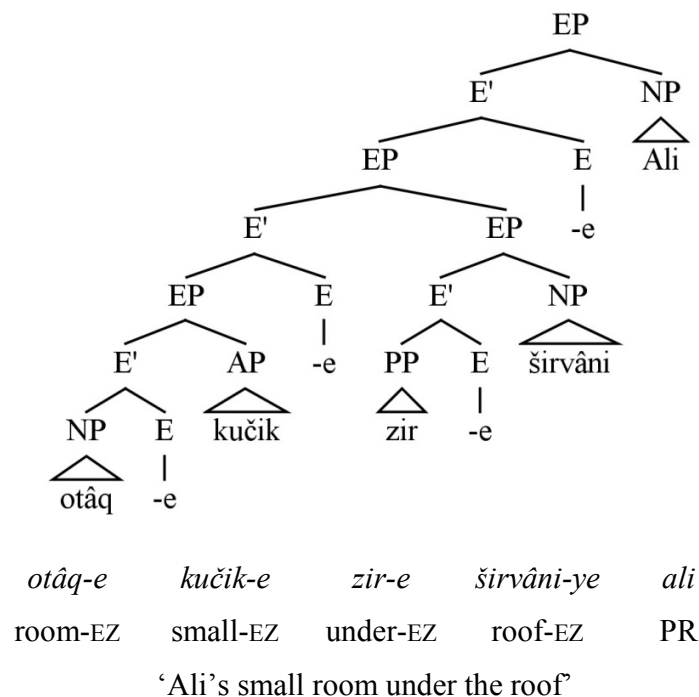 EP
E' NP
EP E Ali
E' EP -e
EP E E' NP
E' AP -e PP E širvâni
NP E kučik zir -e
otâq -e
otâq-e kučik-e zir-e širvâni-ye ali
room-EZ small-EZ under-EZ roof-EZ PR
‘Ali’s small room under the roof’